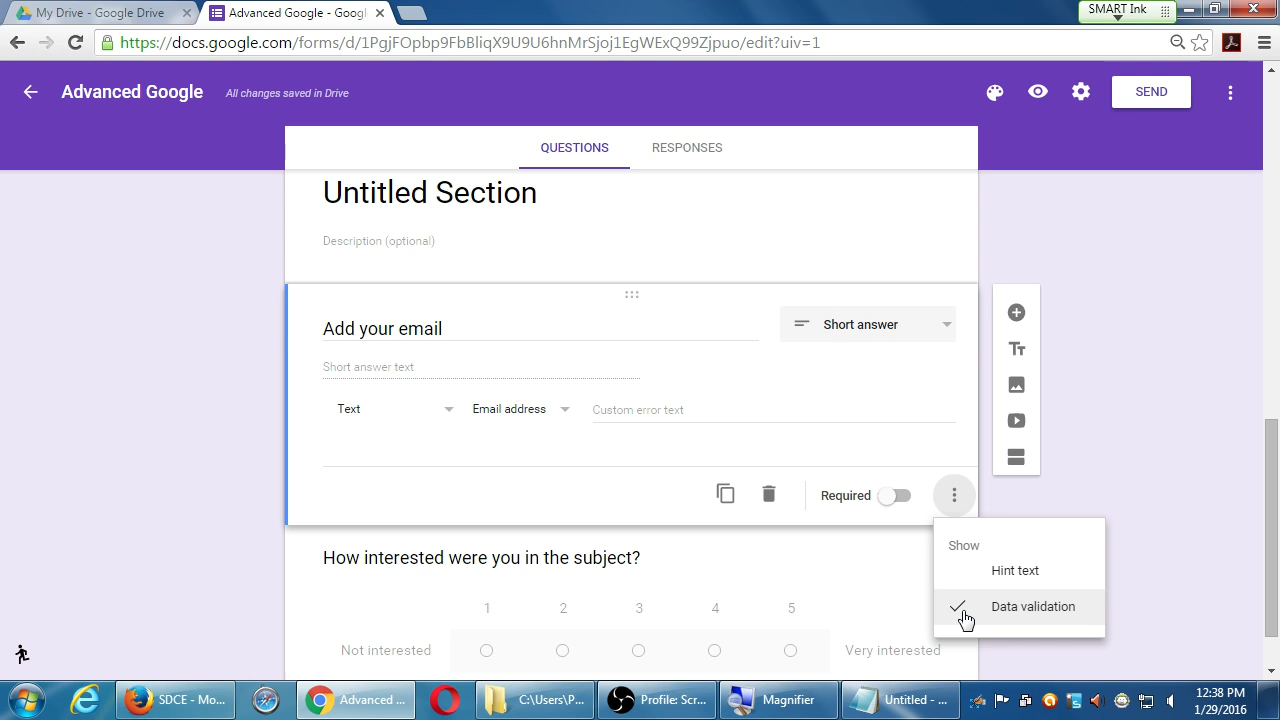 My Drive - Google Drive
Advanced Google - Googl
SMART Ink
https://docs.google.com/forms/d/
Advanced Google
All changes saved in Drive
SEND
QUESTIONS
RESPONSES
Untitled Section
Description (optional)
Add your email
Short answer
Short answer text
Text
Email address
Custom error text
Required
Show
Hint text
Data validation
How interested were you in the subject?
1 2 3 4 5
Not interested
Very interested
SDCE - Mo...
Advanced ...
C:\Users\P...
Profile: Scr...
Magnifier
Untitled - ...
12:38 PM
1/29/2016